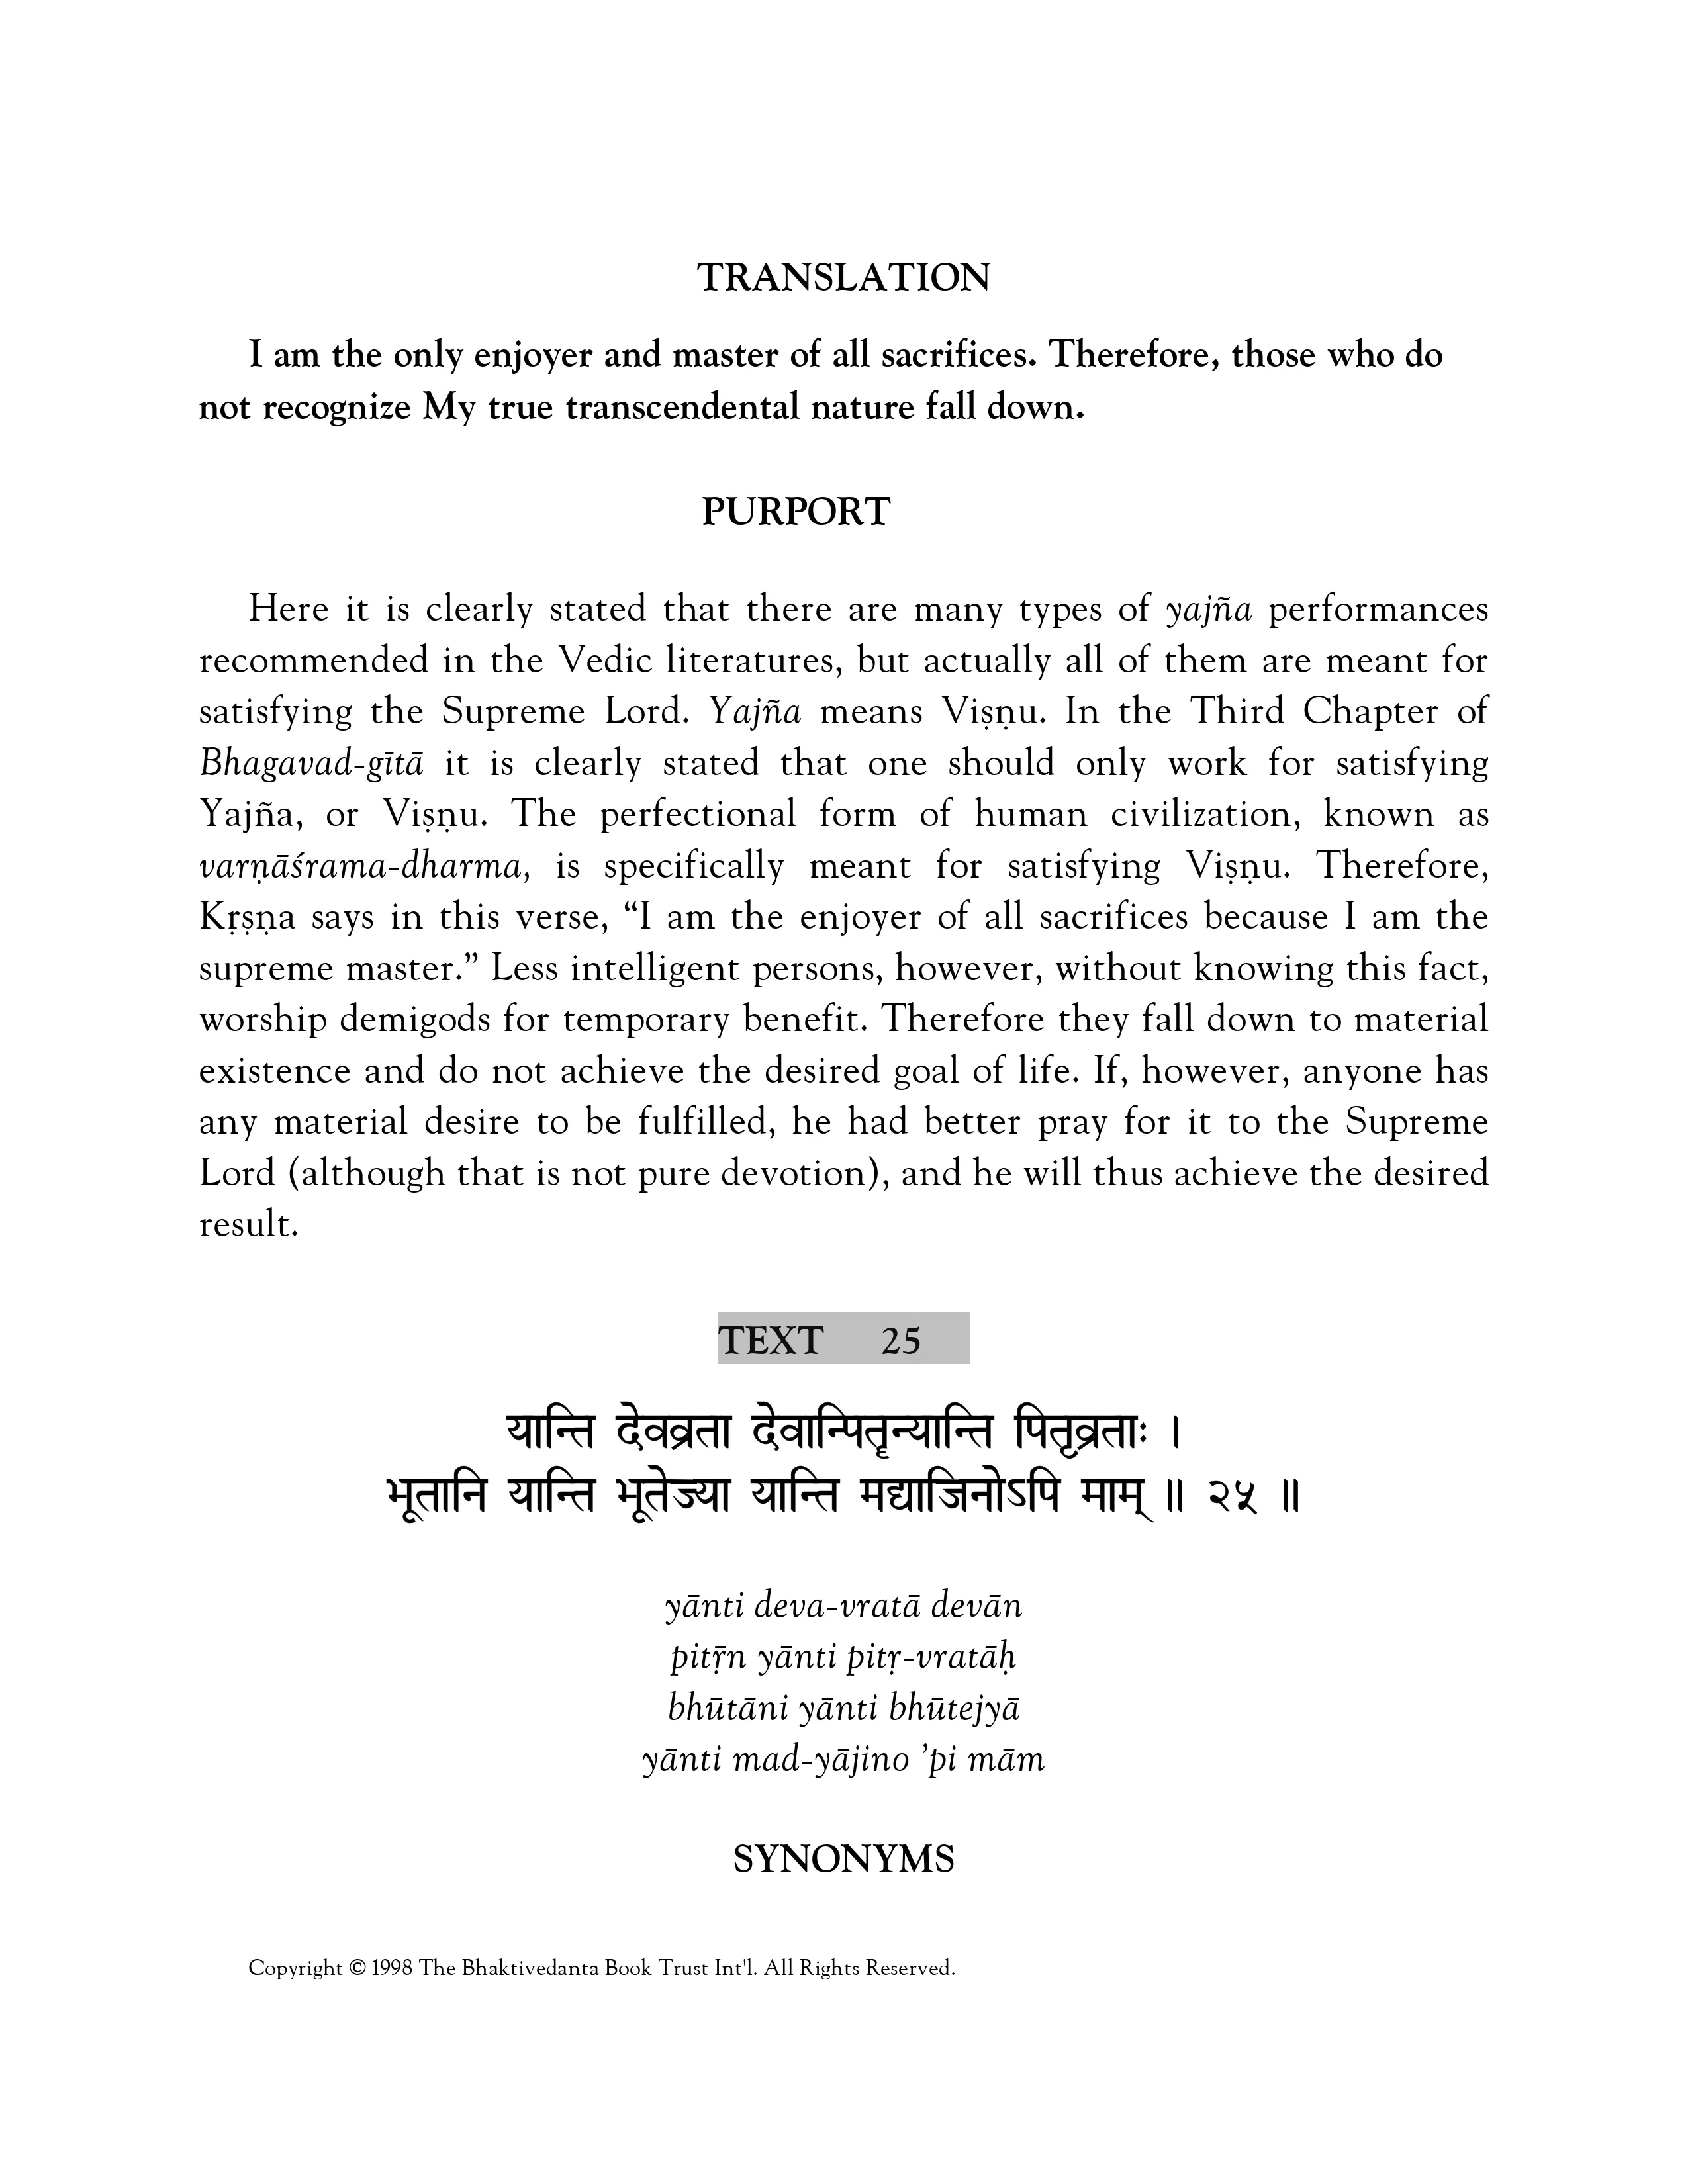 TRANSLATION
I am the only enjoyer and master of all sacrifices. Therefore, those who do
not recognize My true transcendental nature fall down.
PURPORT
Here it is clearly stated that there are many types of yajña performances
recommended in the Vedic literatures, but actually all of them are meant for
satisfying the Supreme Lord. Yajña means Viṣṇu. In the Third Chapter of
Bhagavad-gītā it is clearly stated that one should only work for satisfying
Yajña, or Viṣṇu. The perfectional form of human civilization, known as
varṇāśrama-dharma, is specifically meant for satisfying Viṣṇu. Therefore,
Kṛṣṇa says in this verse, “I am the enjoyer of all sacrifices because I am the
supreme master.” Less intelligent persons, however, without knowing this fact,
worship demigods for temporary benefit. Therefore they fall down to material
existence and do not achieve the desired goal of life. If, however, anyone has
any material desire to be fulfilled, he had better pray for it to the Supreme
Lord (although that is not pure devotion), and he will thus achieve the desired
result.
TEXT 25
यान्ति देवव्रता देवान्पितॄन्यान्ति पितृव्रताः ।
भूतानि यान्ति भूतेज्या यान्ति मद्याजिनोऽपि माम् ॥ २५ ॥
yānti deva-vratā devān
pitṝn yānti pitṛ-vratāḥ
bhūtāni yānti bhūtejyā
yānti mad-yājino ’pi mām
SYNONYMS
Copyright © 1998 The Bhaktivedanta Book Trust Int'l. All Rights Reserved.